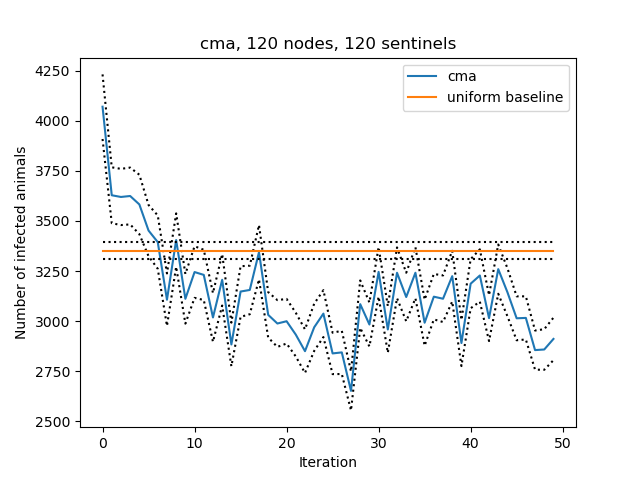 cma, 120 nodes, 120 sentinels
cma
uniform baseline
Number of infected animals
4250
4000
3750
3500
3250
3000
2750
2500
0
10
20
30
40
50
Iteration